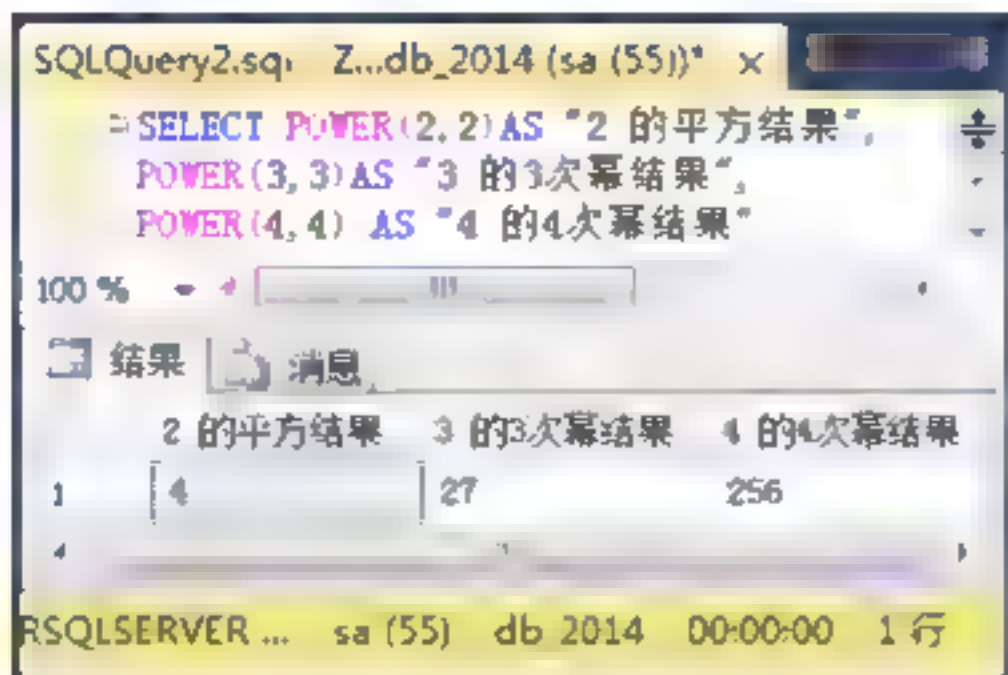 SQLQuery2.sql Z...db_2014 (sa (55))* ×
SELECT POWER(2,2)AS "2 的平方结果",
POWER(3,3)AS "3 的3次幂结果",
POWER(4,4) AS "4 的4次幂结果"
100 %
结果 消息
2 的平方结果 3 的3次幂结果 4 的4次幂结果
1 4 27 256
RSQLSERVER ... sa (55) db_2014 00:00:00 1 行